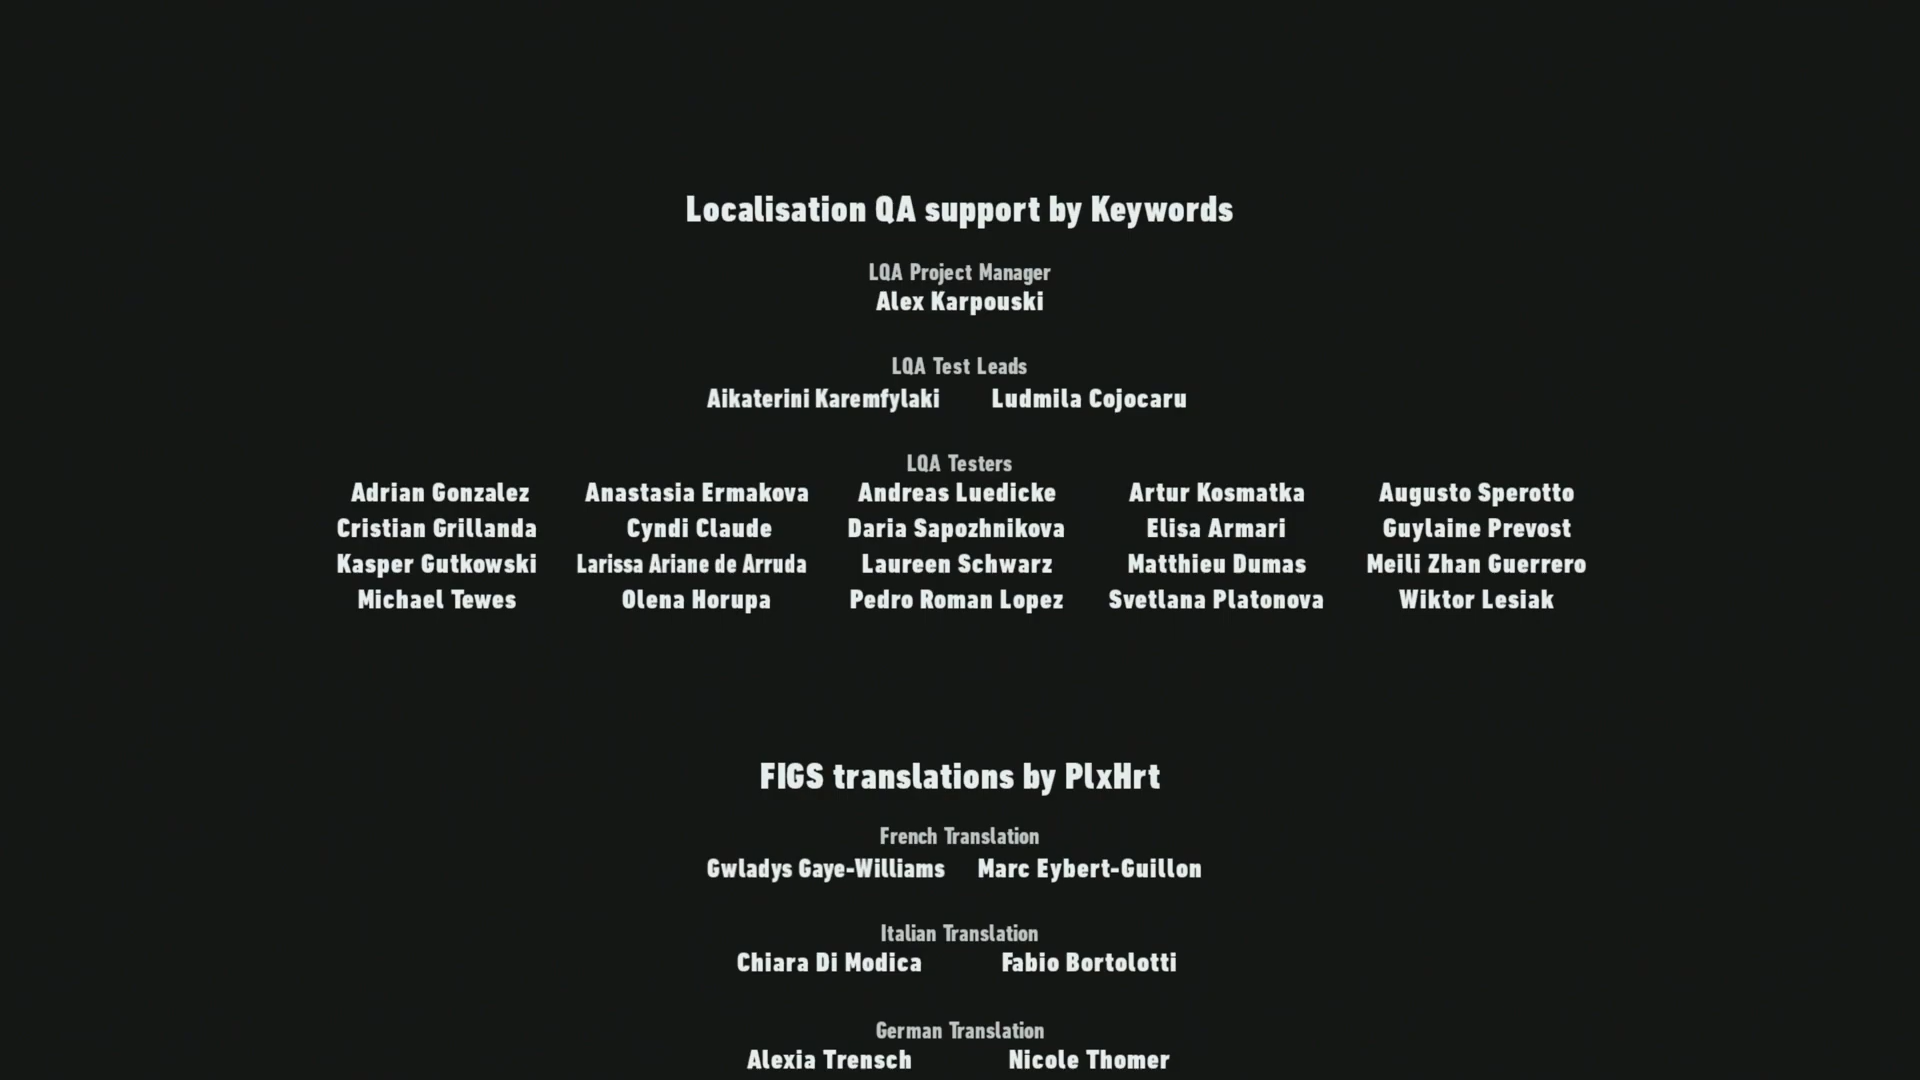 Localisation QA support by Keywords
LQA Project Manager
Alex Karpouski
LQA Test Leads
Aikaterini Karemfylaki Ludmila Cojocaru
LQA Testers
Adrian Gonzalez Anastasia Ermakova Andreas Luedicke Artur Kosmatka Augusto Sperotto
Cristian Grillanda Cyndi Claude Daria Sapozhnikova Elisa Armari Guylaine Prevost
Kasper Gutkowski Larissa Ariane de Arruda Laureen Schwarz Matthieu Dumas Meili Zhan Guerrero
Michael Tewes Olena Horupa Pedro Roman Lopez Svetlana Platonova Wiktor Lesiak
FIGS translations by PlxHrt
French Translation
Gwladys Gaye-Williams Marc Eybert-Guillon
Italian Translation
Chiara Di Modica Fabio Bortolotti
German Translation
Alexia Trensch Nicole Thomer